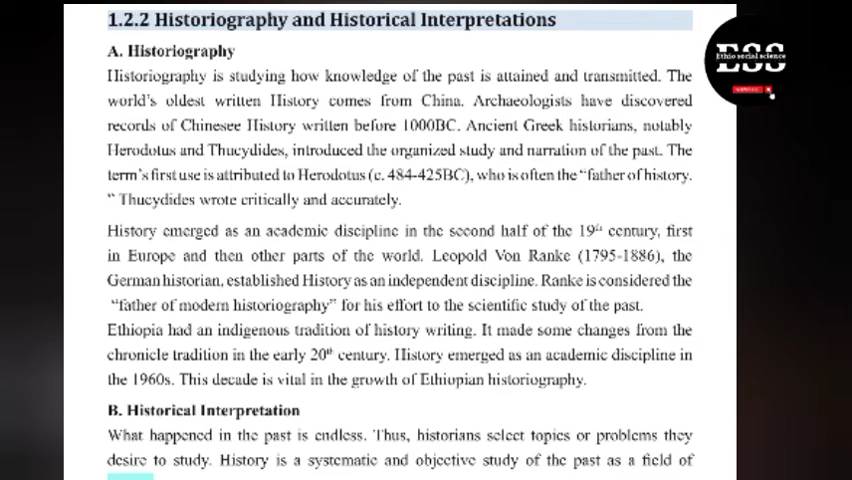 1.2.2 Historiography and Historical Interpretations
ESS
Ethio social science
A. Historiography
Historiography is studying how knowledge of the past is attained and transmitted. The
world's oldest written History comes from China. Archaeologists have discovered
records of Chinesee History written before 1000BC. Ancient Greek historians, notably
Herodotus and Thucydides, introduced the organized study and narration of the past. The
term's first use is attributed to Herodotus (c. 484-425BC), who is often the "father of history.
" Thucydides wrote critically and accurately.
History emerged as an academic discipline in the second half of the 19th century, first
in Europe and then other parts of the world. Leopold Von Ranke (1795-1886), the
German historian, established History as an independent discipline. Ranke is considered the
"father of modern historiography" for his effort to the scientific study of the past.
Ethiopia had an indigenous tradition of history writing. It made some changes from the
chronicle tradition in the early 20th century. History emerged as an academic discipline in
the 1960s. This decade is vital in the growth of Ethiopian historiography.
B. Historical Interpretation
What happened in the past is endless. Thus, historians select topics or problems they
desire to study. History is a systematic and objective study of the past as a field of